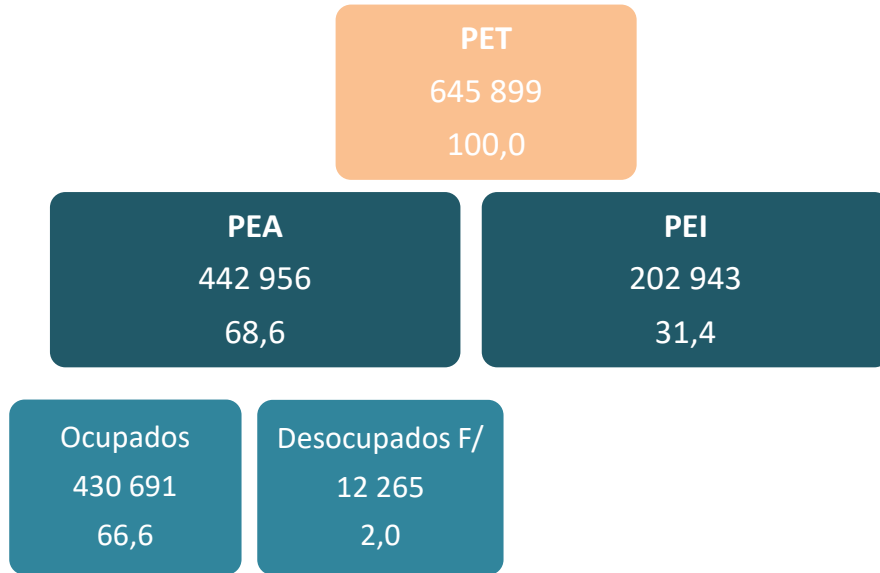 PET
645 899
100,0
PEA
442 956
68,6
PEI
202 943
31,4
Ocupados
430 691
66,6
Desocupados F/
12 265
2,0